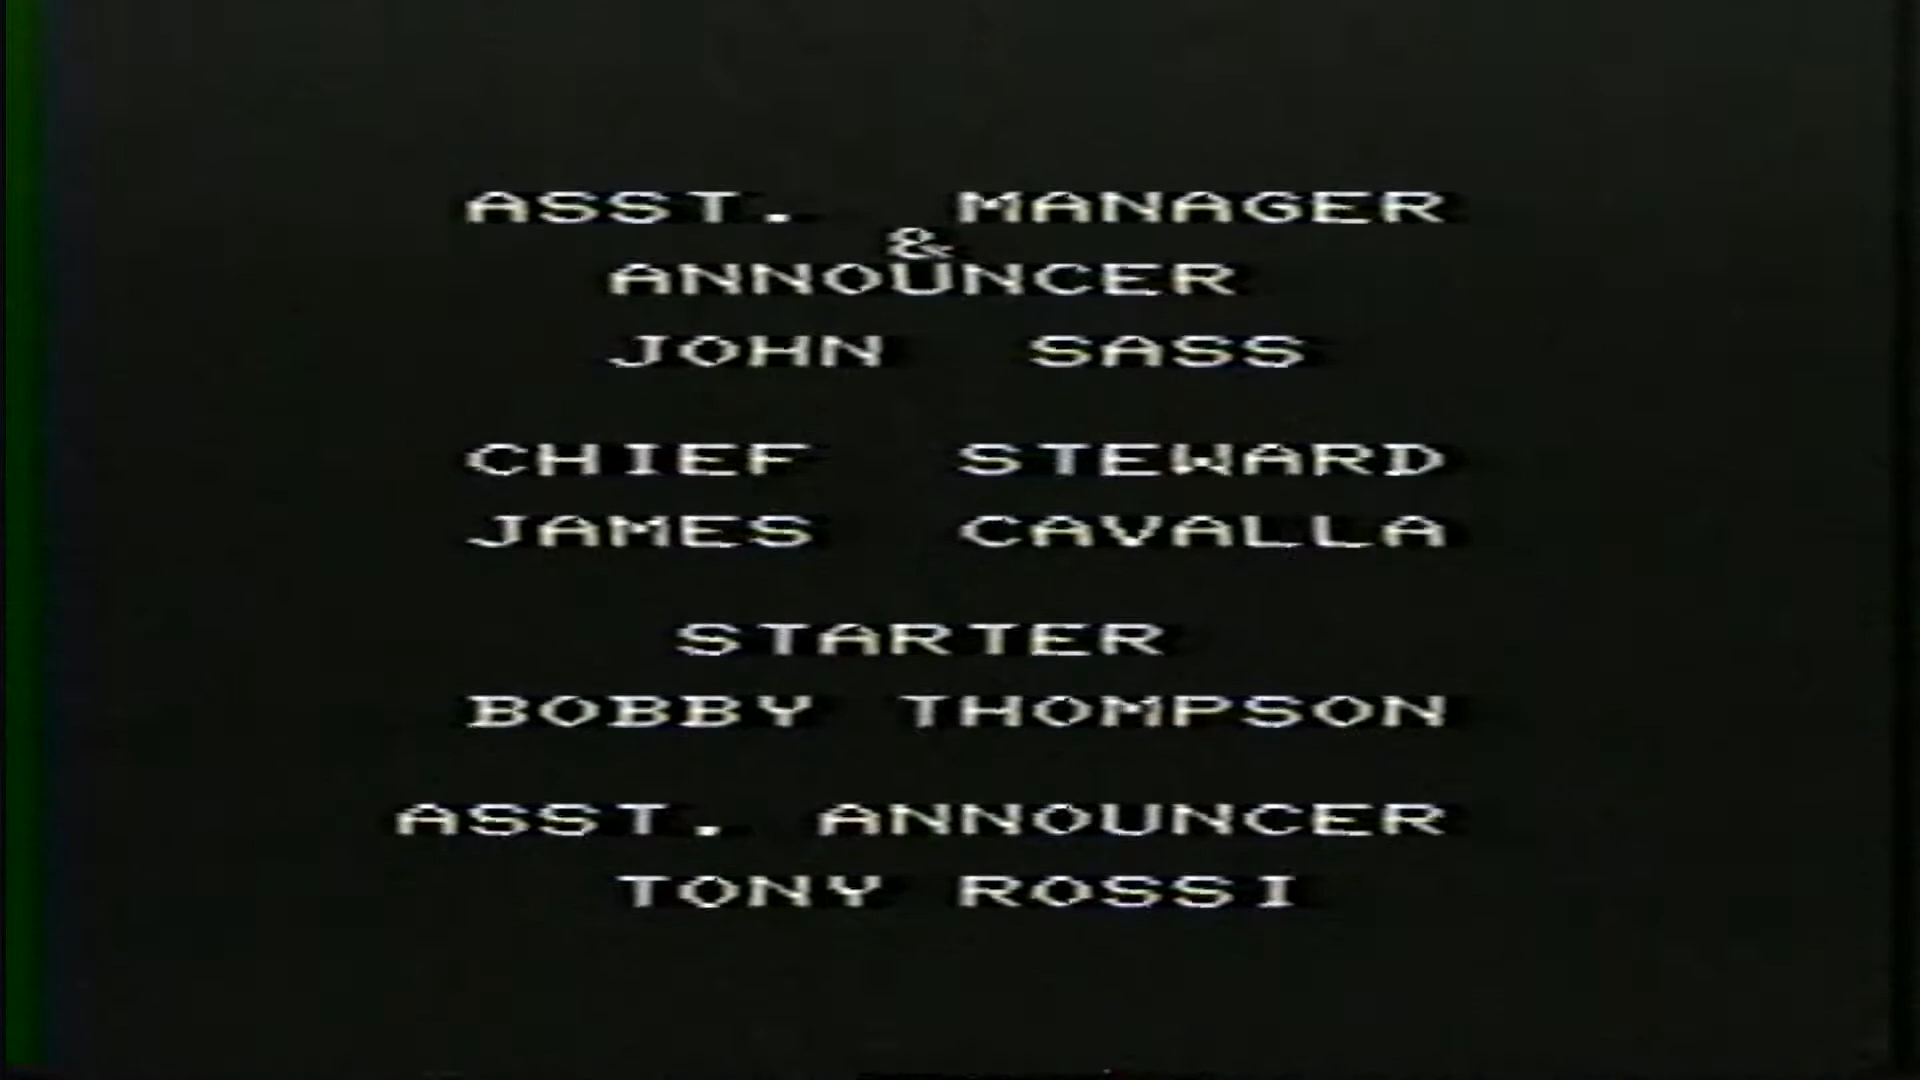 ASST. MANAGER
&
ANNOUNCER
JOHN SASS
CHIEF STEWARD
JAMES CAVALLA
STARTER
BOBBY THOMPSON
ASST. ANNOUNCER
TONY ROSSI